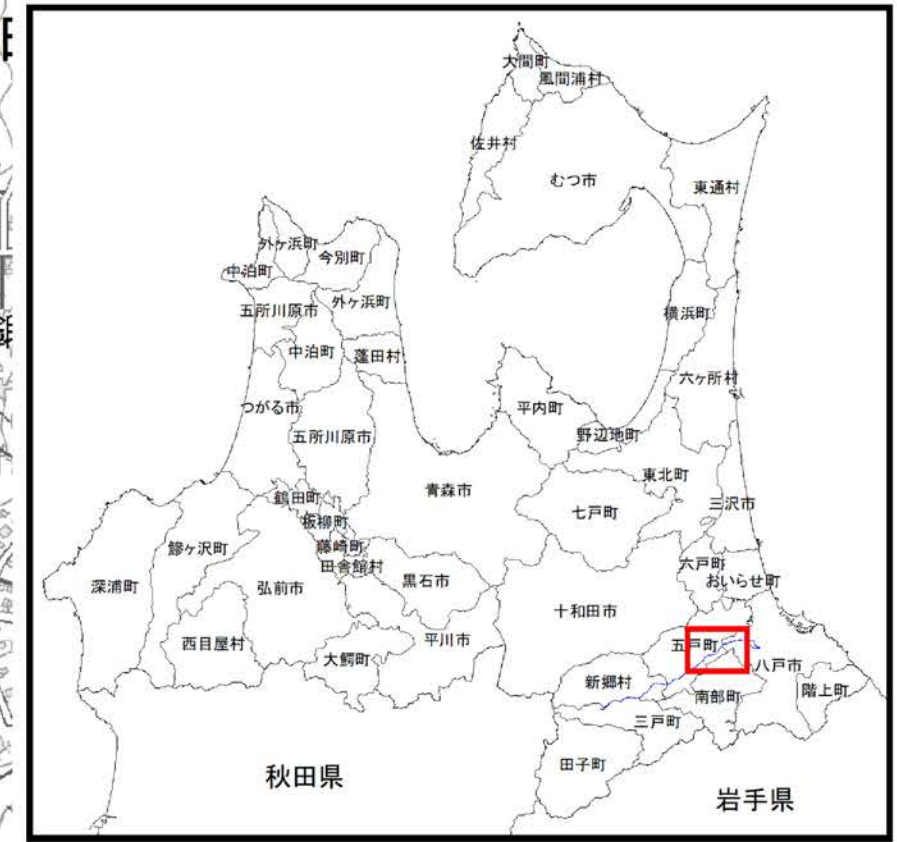 大間町
風間浦村
佐井村
むつ市
東通村
外ヶ浜町
今別町
中泊町
五所川原市
外ヶ浜町
横浜町
中泊町
蓬田村
六ヶ所村
つがる市
平内町
五所川原市
野辺地町
東北町
青森市
鶴田町
三沢市
七戸町
板柳町
藤崎町
鰺ヶ沢町
田舎館村
六戸町
深浦町
弘前市
黒石市
おいらせ町
十和田市
西目屋村
平川市
五戸町
大鰐町
八戸市
新郷村
南部町
階上町
三戸町
田子町
秋田県
岩手県